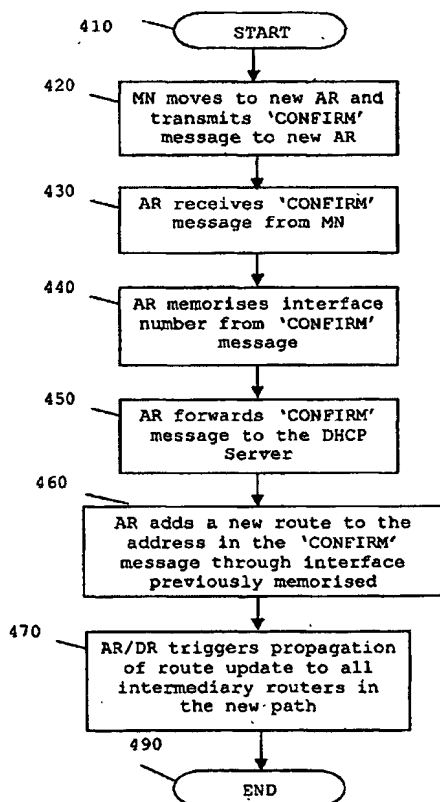 410
START
420
MN moves to new AR and
transmits 'CONFIRM'
message to new AR
430
AR receives 'CONFIRM'
message from MN
440
AR memorises interface
number from 'CONFIRM'
message
450
AR forwards 'CONFIRM'
message to the DHCP
Server
460
AR adds a new route to the
address in the 'CONFIRM'
message through interface
previously memorised
470
AR/DR triggers propagation
of route update to all
intermediary routers in
the new path
490
END